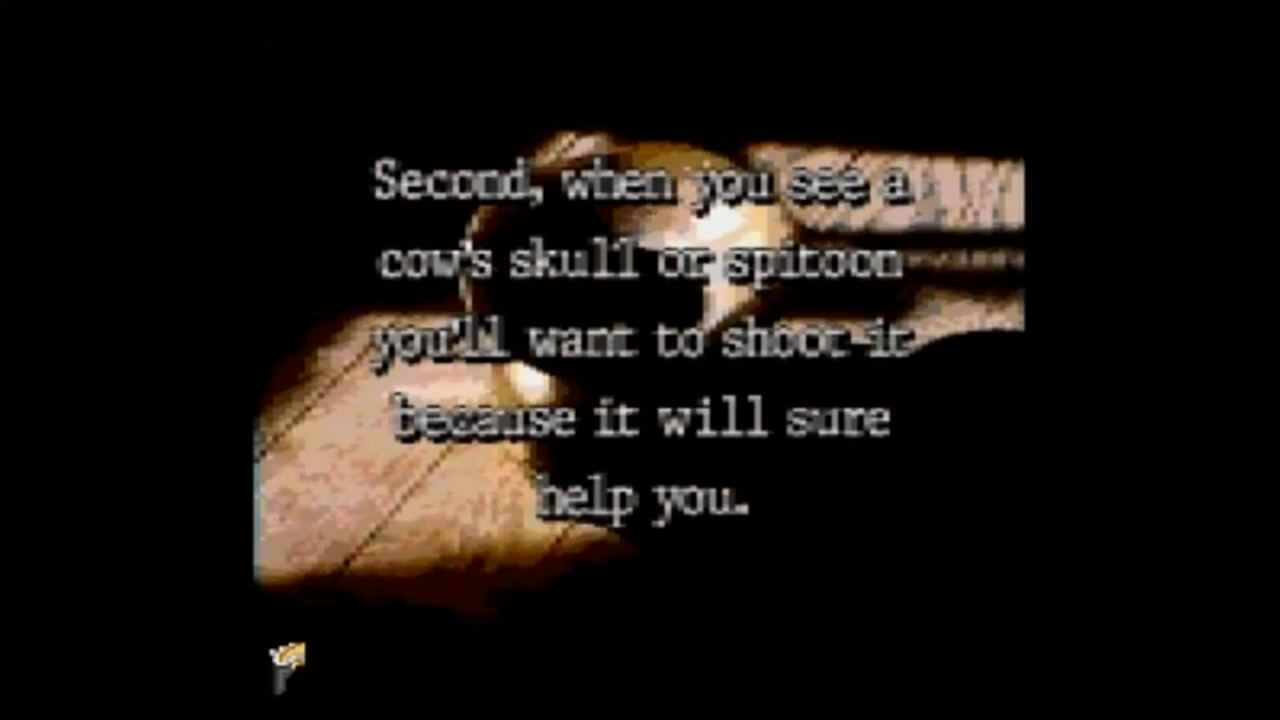 Second, when you see a
cow's skull or spitoon
you'll want to shoot it
because it will sure
help you.